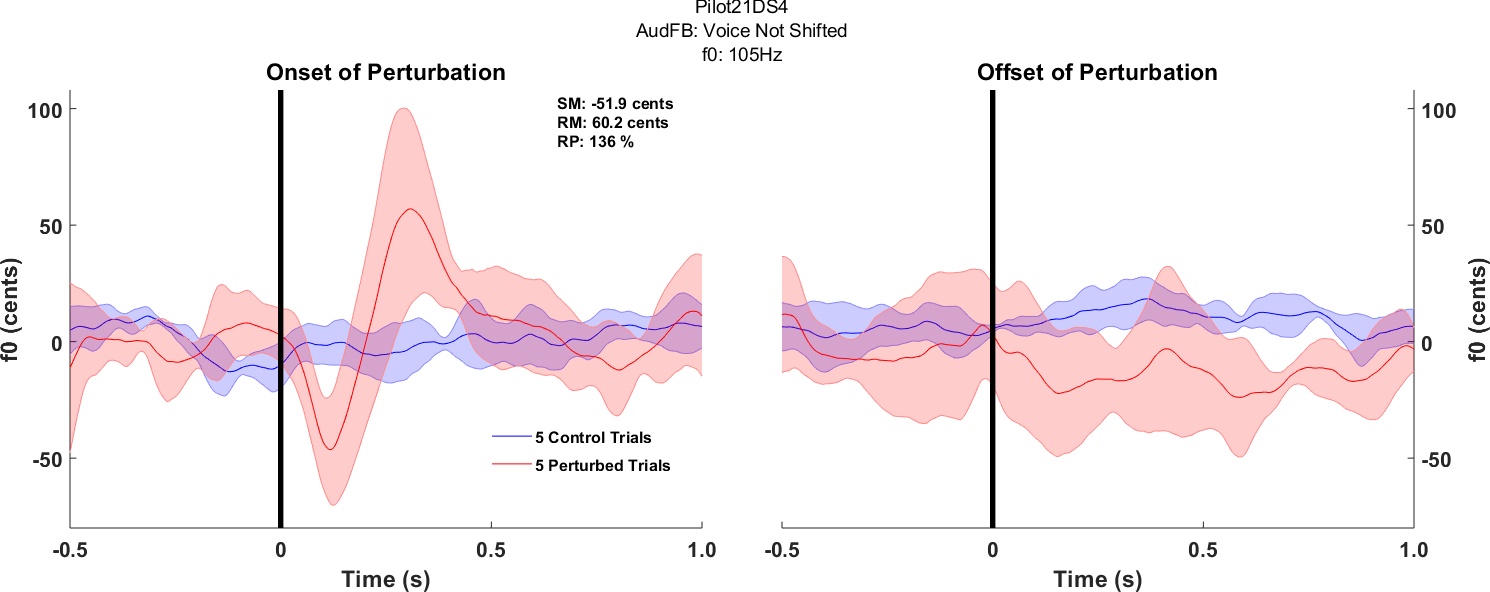 Pilot21DS4
AudFB: Voice Not Shifted
f0: 105Hz
Onset of Perturbation
SM: -51.9 cents
RM: 60.2 cents
RP: 136 %
5 Control Trials
5 Perturbed Trials
100
50
0
-50
f0 (cents)
-0.5
0
0.5
1.0
Time (s)
Offset of Perturbation
100
50
0
-50
f0 (cents)
-0.5
0
0.5
1.0
Time (s)